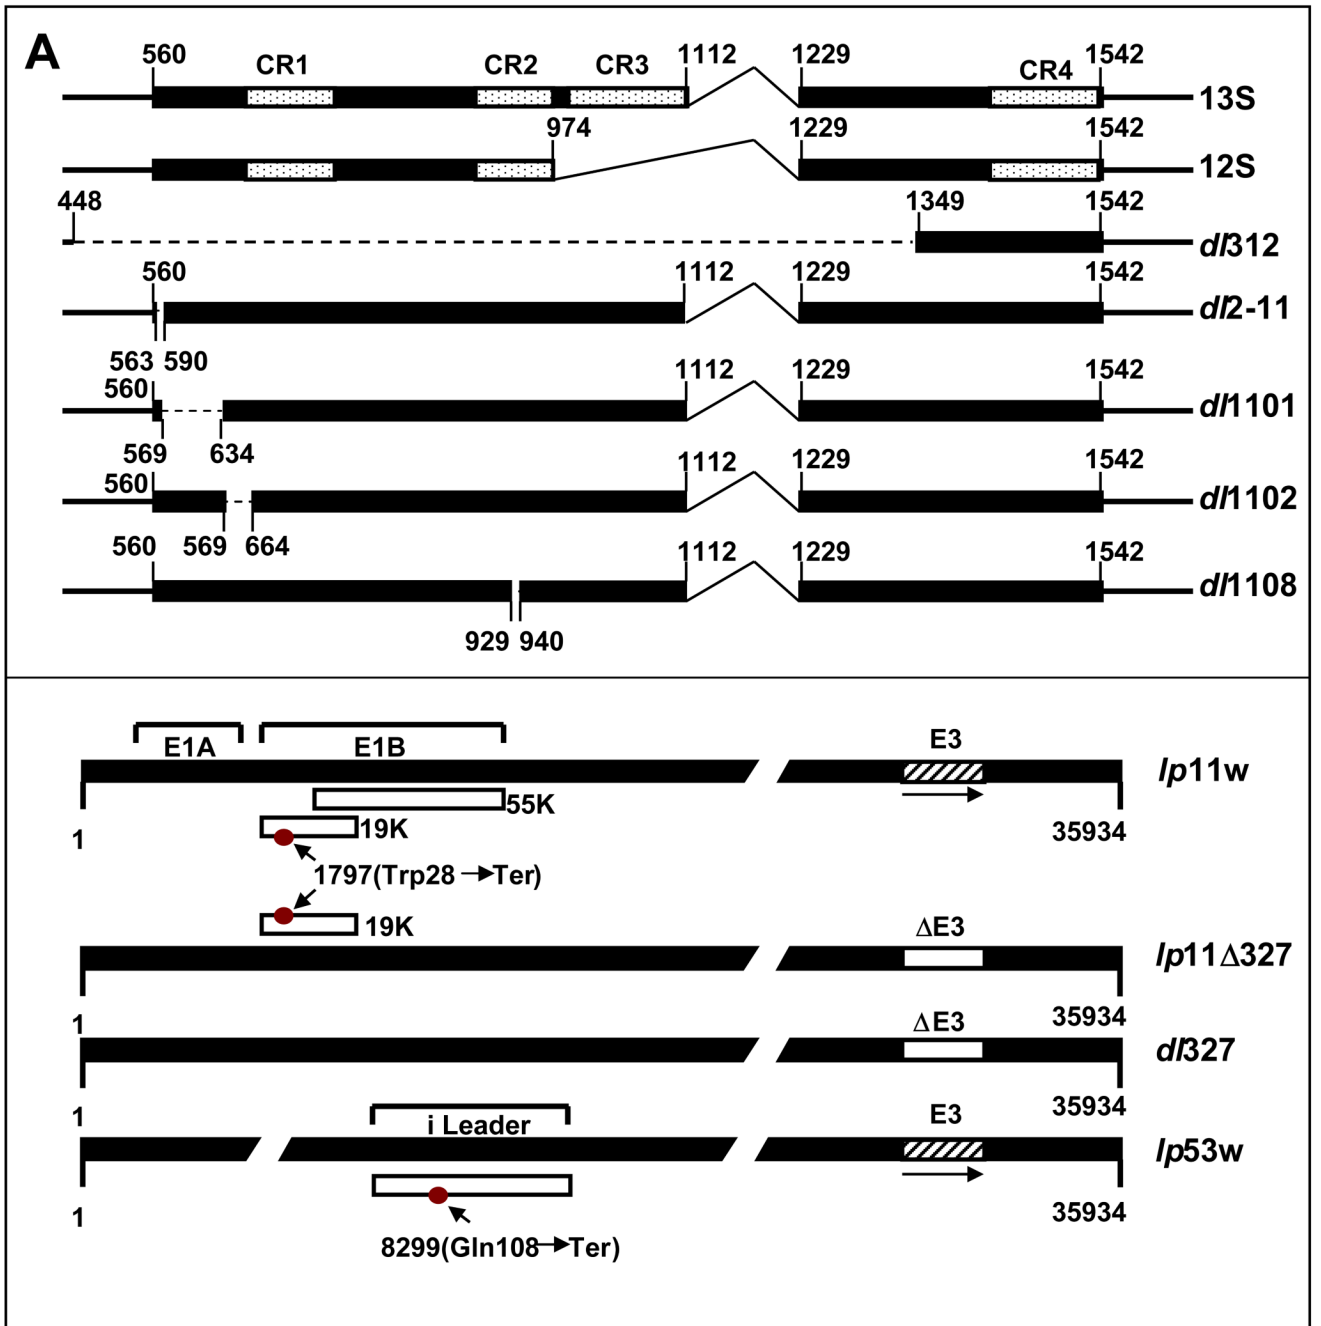 A
560 CR1 CR2 CR3 1112 1229 CR4 1542
13S
974 1229 1542
12S
448 1349 1542
dl312
560 1112 1229 1542
dl2-11
563 590
560 1112 1229 1542
dl1101
569 634
560 1112 1229 1542
dl1102
569 664
560 1112 1229 1542
dl1108
929 940
E1A E1B E3
lp11w
55K
1 19K 35934
1797(Trp28→Ter)
19K ΔE3
lp11Δ327
1 35934
ΔE3
dl327
1 35934
i Leader E3
lp53w
1 35934
8299(Gln108→Ter)